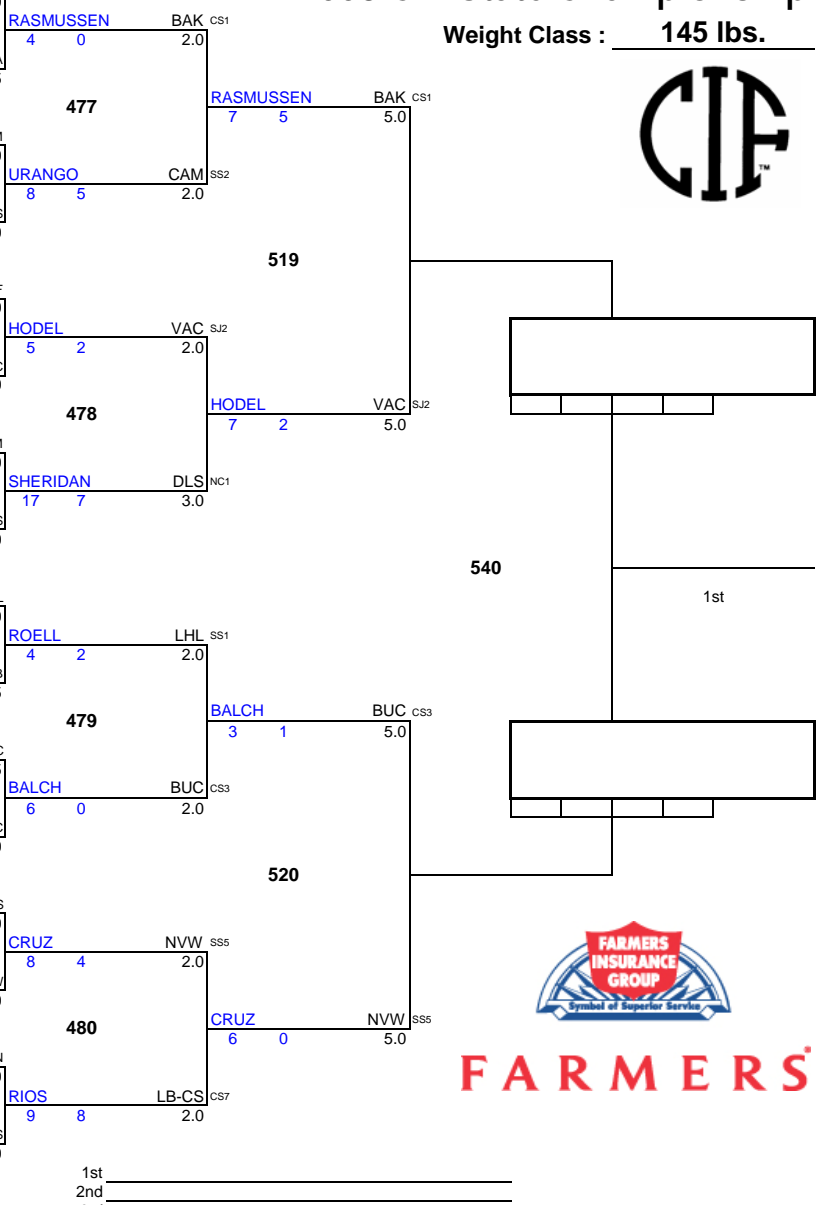 Weight Class : 145 lbs.
CIF
™
RASMUSSEN BAK CS1
4 0 2.0
477
RASMUSSEN BAK CS1
7 5 5.0
URANGO CAM SS2
8 5 2.0
519
HODEL VAC SJ2
5 2 2.0
478
HODEL VAC SJ2
7 2 5.0
SHERIDAN DLS NC1
17 7 3.0
540
1st
ROELL LHL SS1
4 2 2.0
479
BALCH BUC CS3
3 1 5.0
BALCH BUC CS3
6 0 2.0
520
CRUZ NVW SS5
8 4 2.0
480
CRUZ NVW SS5
6 0 5.0
RIOS LB-CS CS7
9 8 2.0
FARMERS
INSURANCE
GROUP
Symbol of Superior Service
FARMERS®
1st
2nd